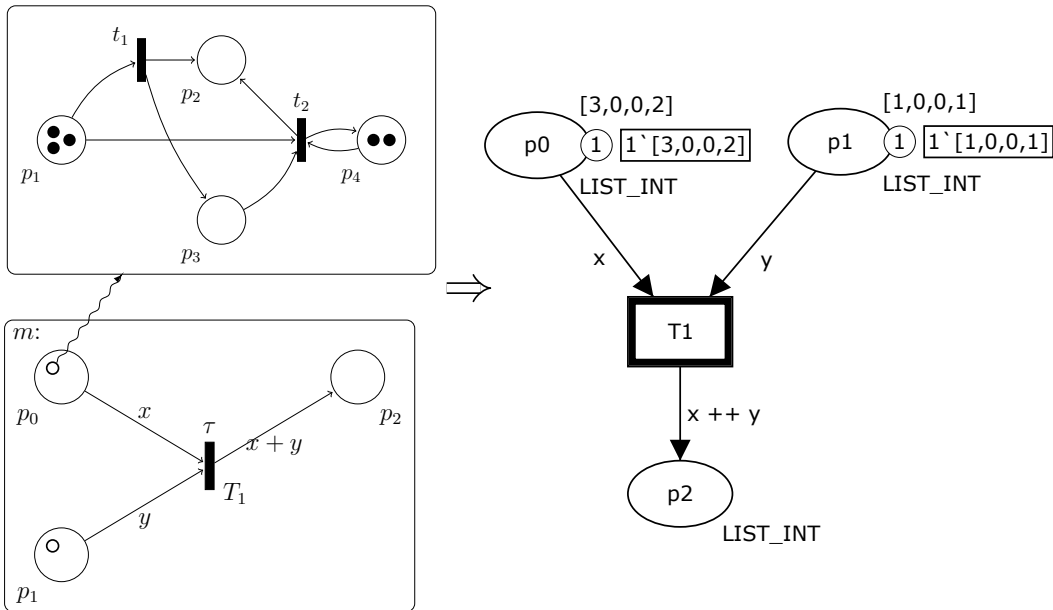 t₁
p₂
t₂
p₁
p₄
p₃
m:
p₀
x
p₂
τ
x + y
T₁
y
p₁
⇒
[3,0,0,2]
p0
1
1`[3,0,0,2]
LIST_INT
[1,0,0,1]
p1
1
1`[1,0,0,1]
LIST_INT
x
y
T1
x ++ y
p2
LIST_INT